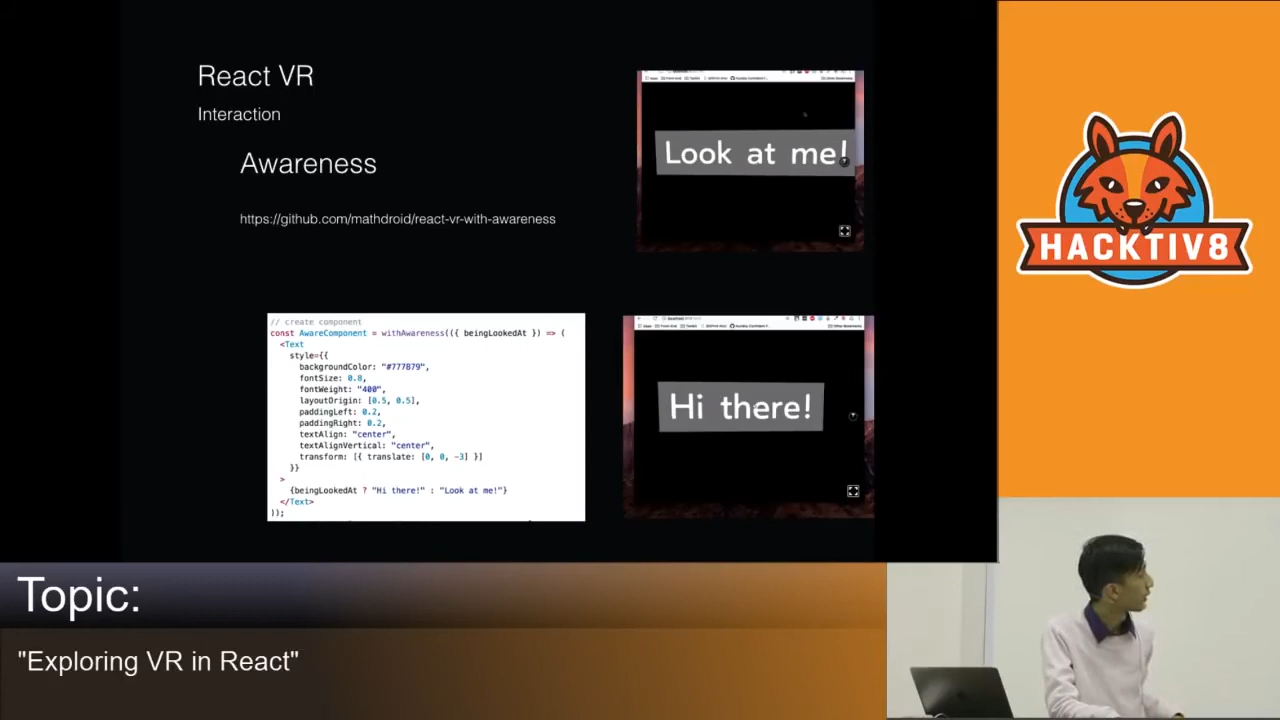 React VR
Interaction
Awareness
https://github.com/mathdroid/react-vr-with-awareness
Look at me!
Hi there!
// create component
const AwareComponent = withAwareness(({ beingLookedAt }) => (
<Text
style={{
backgroundColor: "#777879",
fontSize: 0.8,
fontWeight: "400",
layoutOrigin: [0.5, 0.5],
paddingLeft: 0.2,
paddingRight: 0.2,
textAlign: "center",
textAlignVertical: "center",
transform: [{ translate: [0, 0, -3] }]
}}
>
{beingLookedAt ? "Hi there!" : "Look at me!"}
</Text>
));
HACKTIV8
Topic:
"Exploring VR in React"